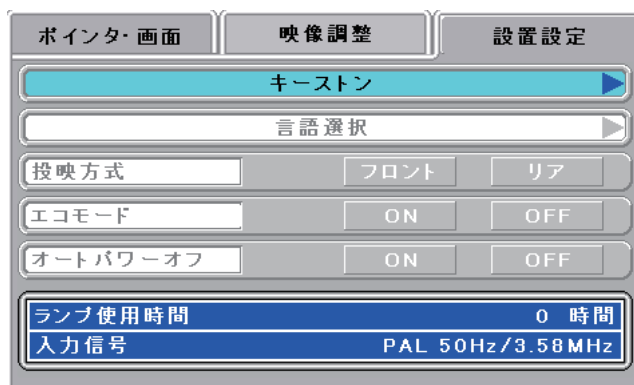 ポインタ・画面 映像調整 設置設定
キーストン
言語選択
投映方式 フロント リア
エコモード ON OFF
オートパワーオフ ON OFF
ランプ使用時間 0 時間
入力信号 PAL 50Hz/3.58MHz